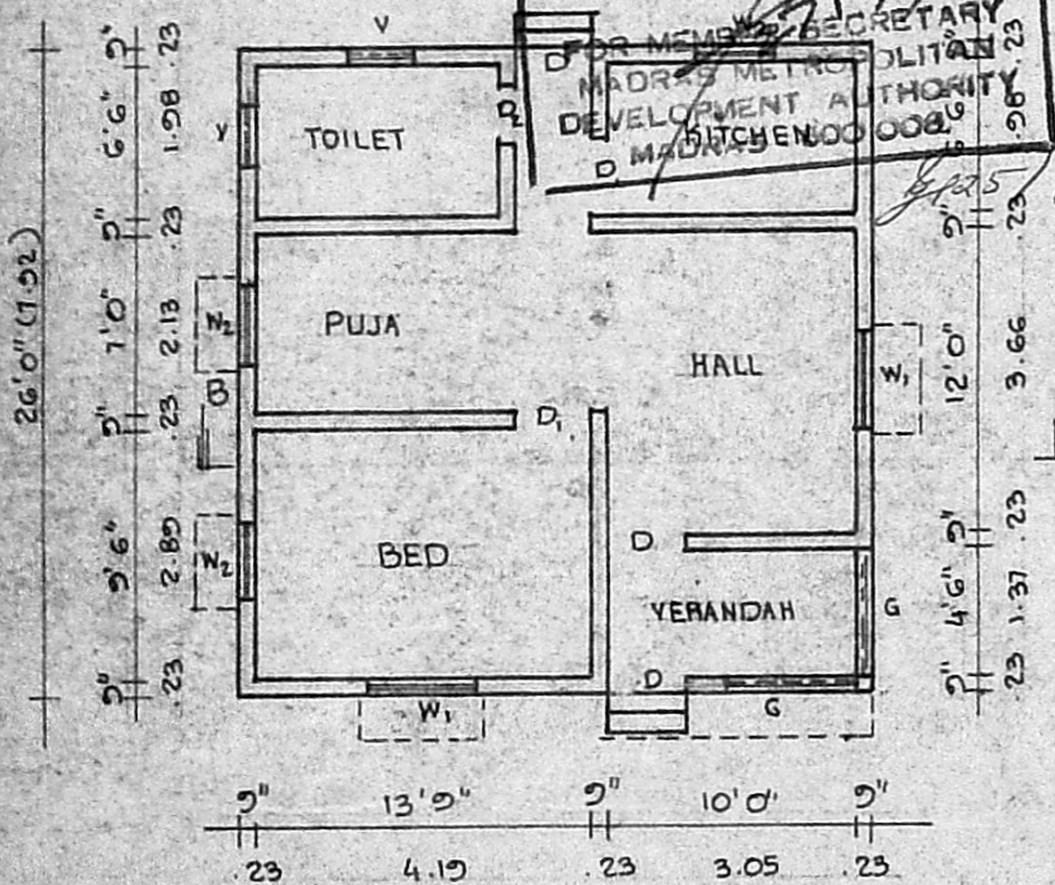 V
FOR MEMBER SECRETARY
MADRAS METROPOLITAN
DEVELOPMENT AUTHORITY
MADRAS 600 008
9" .23
6'6" 1.98
9" .23
7'0" 2.13
9" .23
9'6" 2.89
9" .23
26'0" (7.92)
V
TOILET
D2
D
KITCHEN
D
W2
PUJA
HALL
W1
B
D1
W2
BED
D
VERANDAH
G
D
W1
G
.23
.98
9" .23
12'0" 3.66
9" .23
4'6" 1.37
9" .23
9" 13'9" 9" 10'0" 9"
.23 4.19 .23 3.05 .23